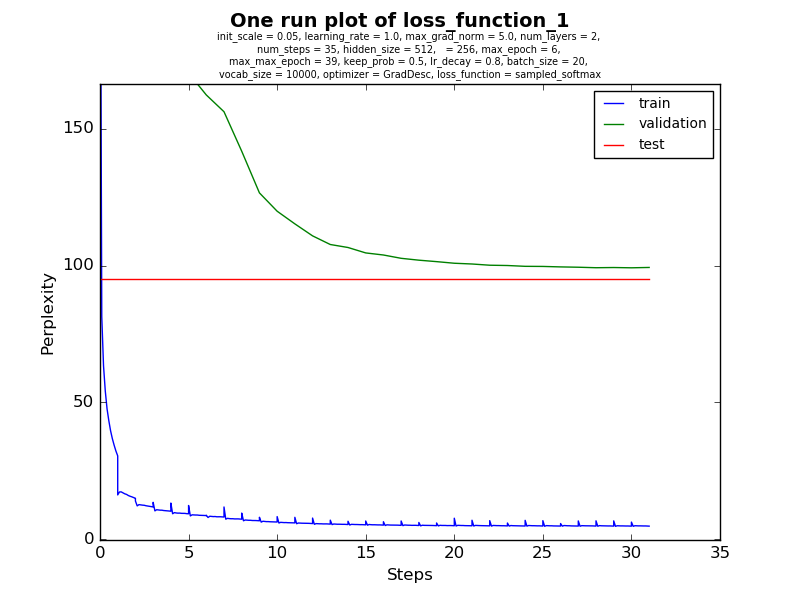 One run plot of loss_function_1
init_scale = 0.05, learning_rate = 1.0, max_grad_norm = 5.0, num_layers = 2,
num_steps = 35, hidden_size = 512,   = 256, max_epoch = 6,
max_max_epoch = 39, keep_prob = 0.5, lr_decay = 0.8, batch_size = 20,
vocab_size = 10000, optimizer = GradDesc, loss_function = sampled_softmax
train
validation
test
150
100
50
0
Perplexity
0 5 10 15 20 25 30 35
Steps